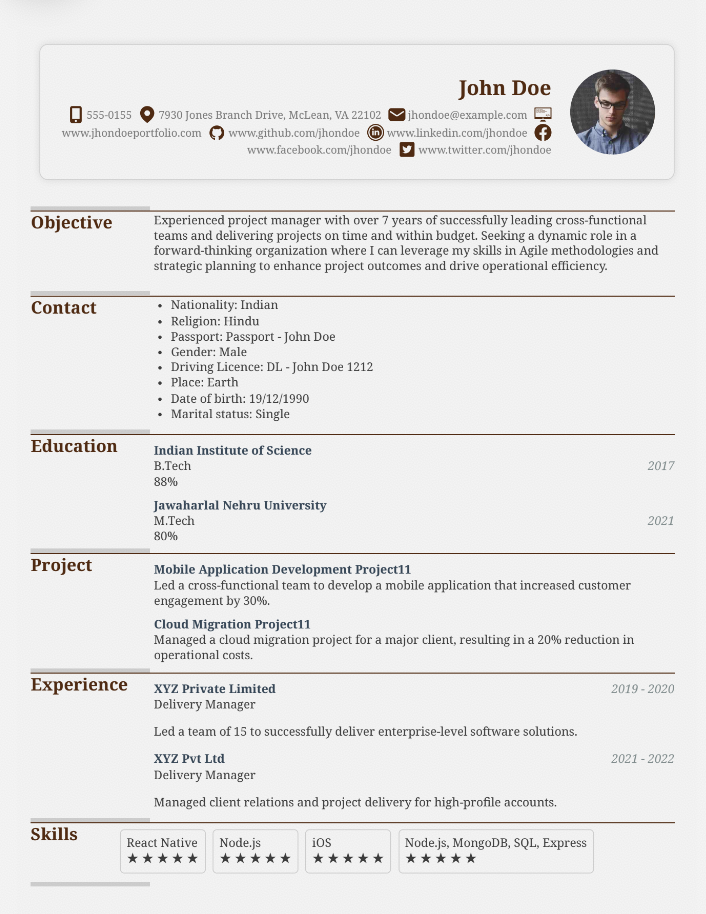 John Doe
555-0155 7930 Jones Branch Drive, McLean, VA 22102 jhondoe@example.com
www.jhondoeportfolio.com www.github.com/jhondoe www.linkedin.com/jhondoe
www.facebook.com/jhondoe www.twitter.com/jhondoe
Objective
Experienced project manager with over 7 years of successfully leading cross-functional
teams and delivering projects on time and within budget. Seeking a dynamic role in a
forward-thinking organization where I can leverage my skills in Agile methodologies and
strategic planning to enhance project outcomes and drive operational efficiency.
Contact
• Nationality: Indian
• Religion: Hindu
• Passport: Passport - John Doe
• Gender: Male
• Driving Licence: DL - John Doe 1212
• Place: Earth
• Date of birth: 19/12/1990
• Marital status: Single
Education
Indian Institute of Science
B.Tech 2017
88%
Jawaharlal Nehru University
M.Tech 2021
80%
Project
Mobile Application Development Project11
Led a cross-functional team to develop a mobile application that increased customer
engagement by 30%.
Cloud Migration Project11
Managed a cloud migration project for a major client, resulting in a 20% reduction in
operational costs.
Experience
XYZ Private Limited 2019 - 2020
Delivery Manager
Led a team of 15 to successfully deliver enterprise-level software solutions.
XYZ Pvt Ltd 2021 - 2022
Delivery Manager
Managed client relations and project delivery for high-profile accounts.
Skills
React Native Node.js iOS Node.js, MongoDB, SQL, Express
★★★★★ ★★★★★ ★★★★★ ★★★★★